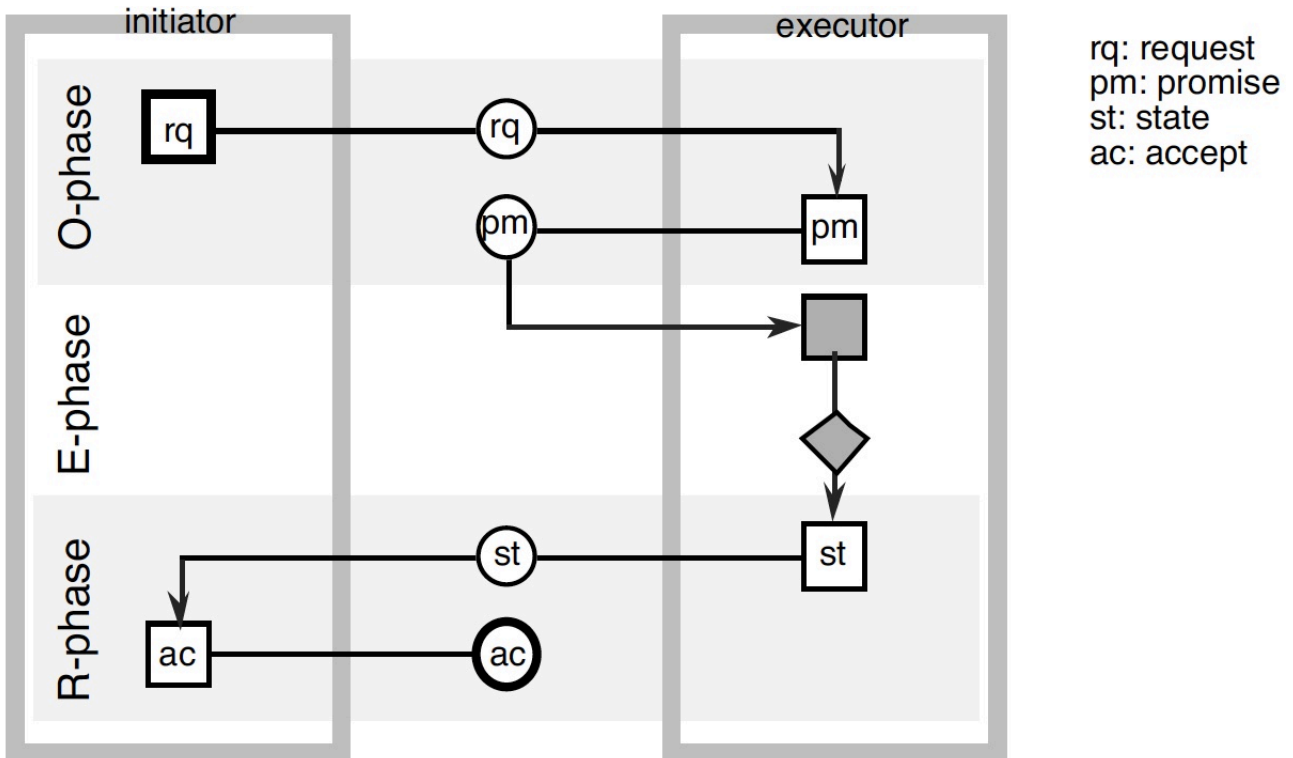 initiator
executor
rq: request
pm: promise
st: state
ac: accept
O-phase
rq
rq
pm
pm
E-phase
R-phase
st
st
ac
ac